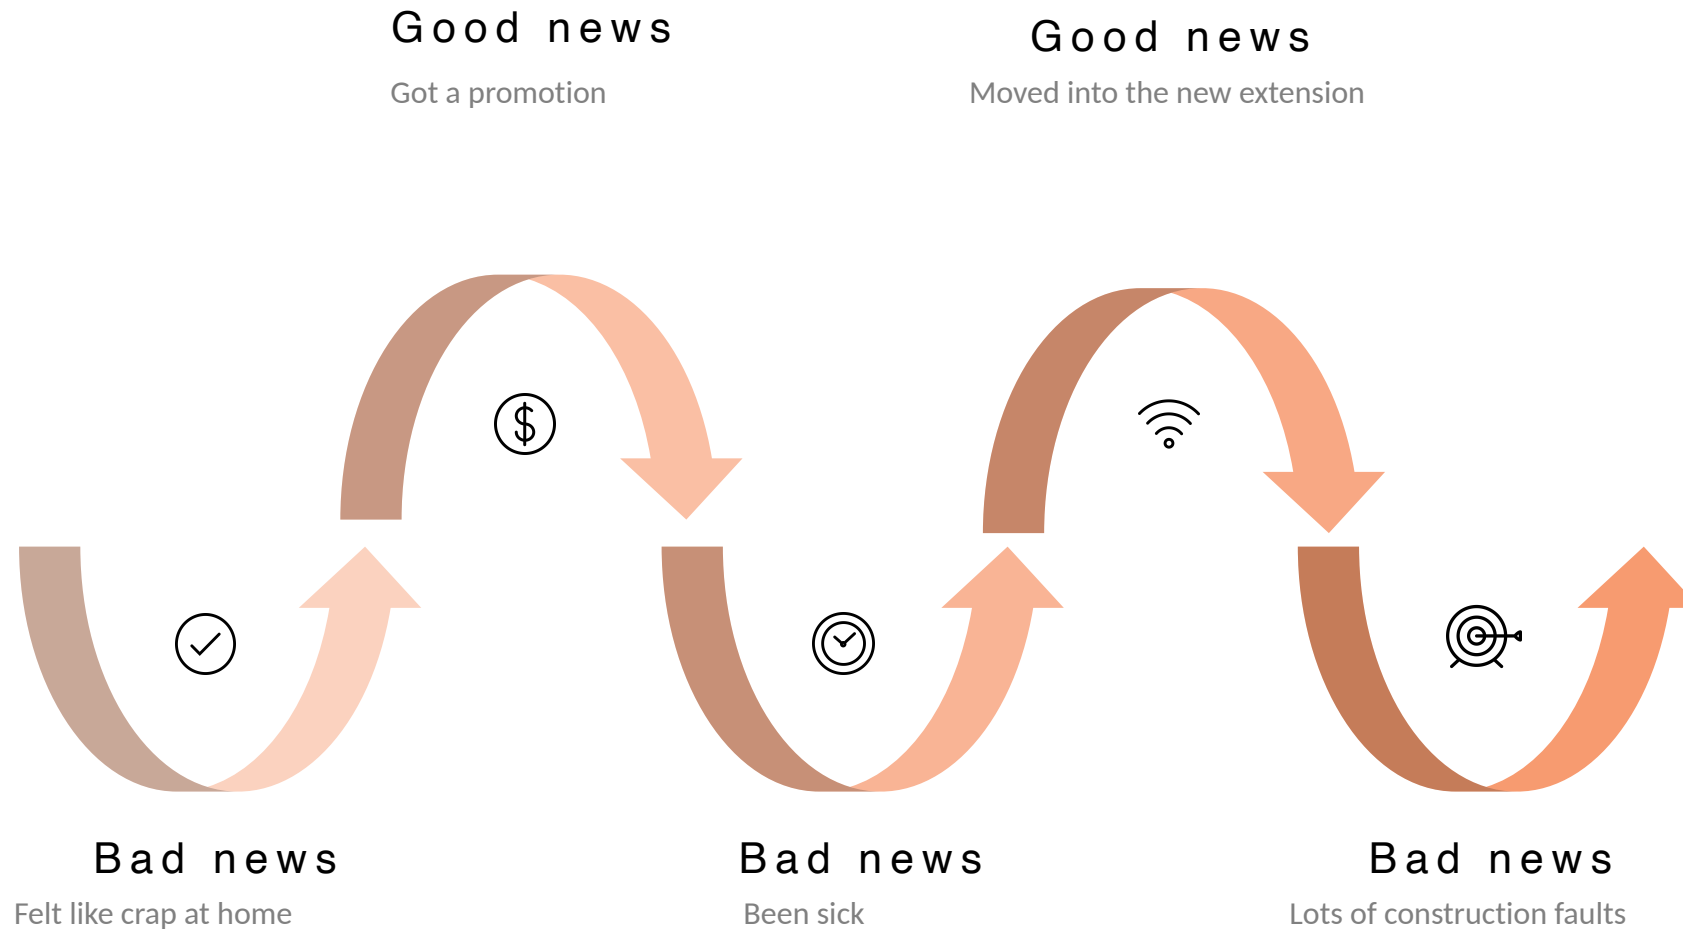 Good news
Got a promotion
Good news
Moved into the new extension
Bad news
Felt like crap at home
Bad news
Been sick
Bad news
Lots of construction faults